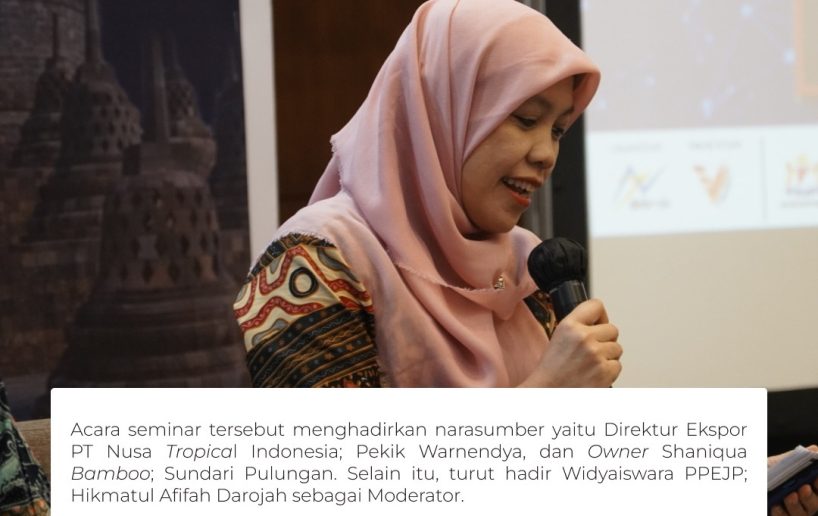 Acara seminar tersebut menghadirkan narasumber yaitu Direktur Ekspor
PT Nusa Tropical Indonesia; Pekik Warnendya, dan Owner Shaniqua
Bamboo; Sundari Pulungan. Selain itu, turut hadir Widyaiswara PPEJP;
Hikmatul Afifah Darojah sebagai Moderator.